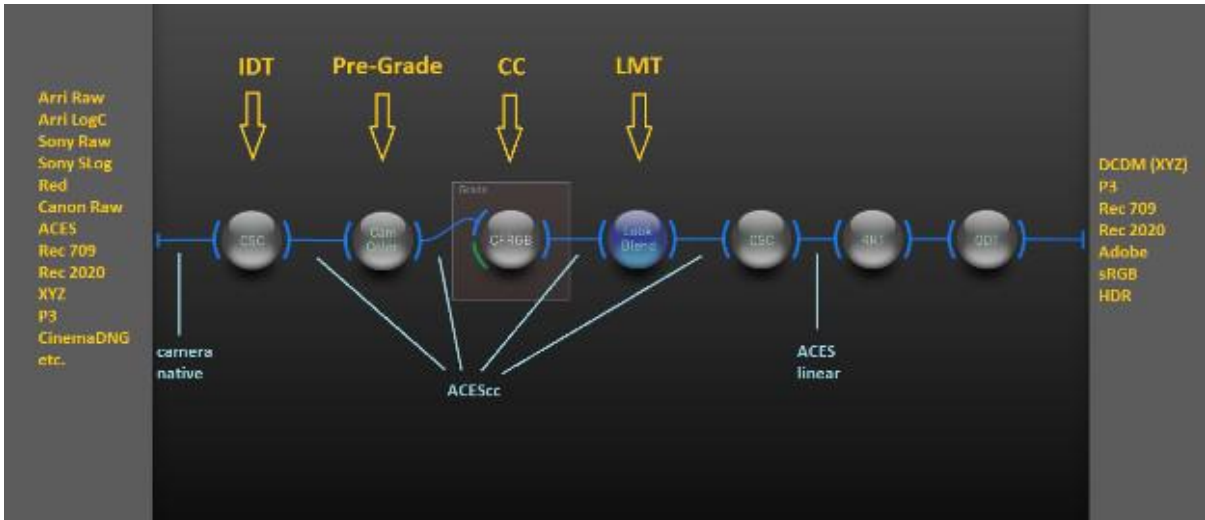 IDT
Pre-Grade
CC
LMT
Arri Raw
Arri LogC
Sony Raw
Sony SLog
Red
Canon Raw
ACES
Rec 709
Rec 2020
XYZ
P3
CinemaDNG
etc.
Grade
CSC
Cam
Color
Look
Blend
CSC
RRT
ODT
camera
native
ACEScc
ACES
linear
DCDM (XYZ)
P3
Rec 709
Rec 2020
Adobe
sRGB
HDR